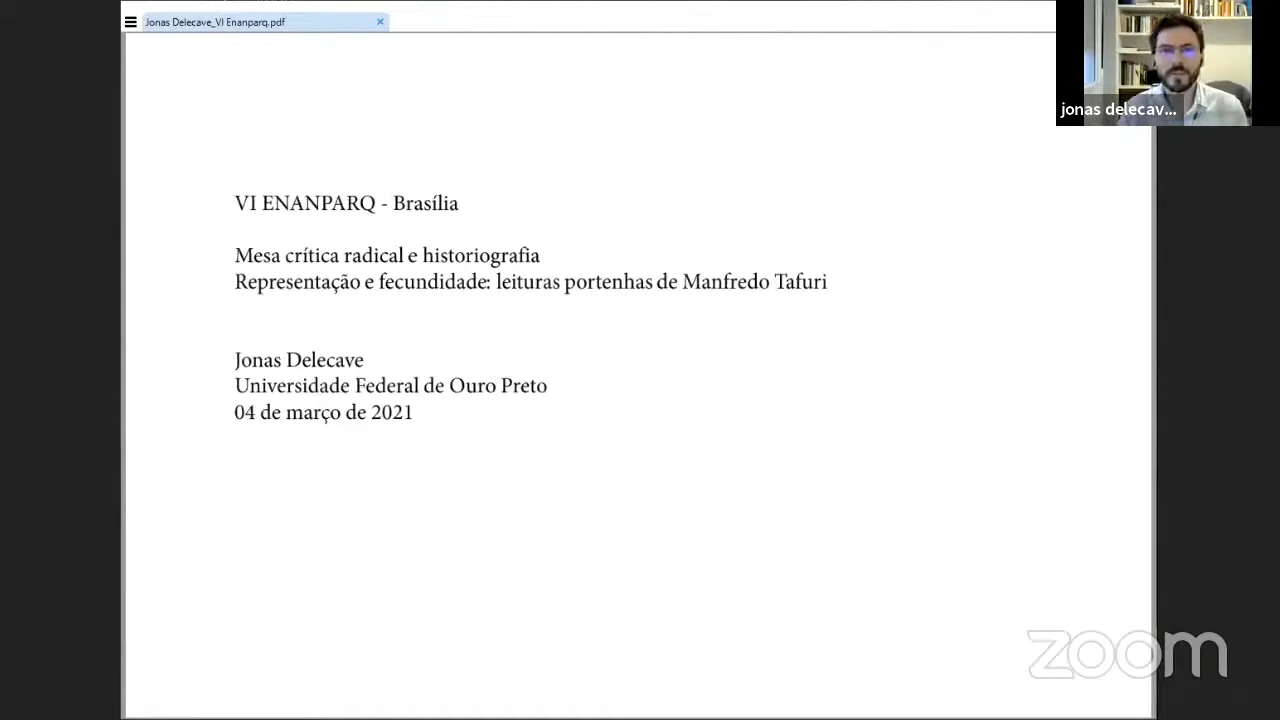 Jonas Delecave_VI Enanparq.pdf
jonas delecav...
VI ENANPARQ - Brasília
Mesa crítica radical e historiografia
Representação e fecundidade: leituras portenhas de Manfredo Tafuri
Jonas Delecave
Universidade Federal de Ouro Preto
04 de março de 2021
zoom